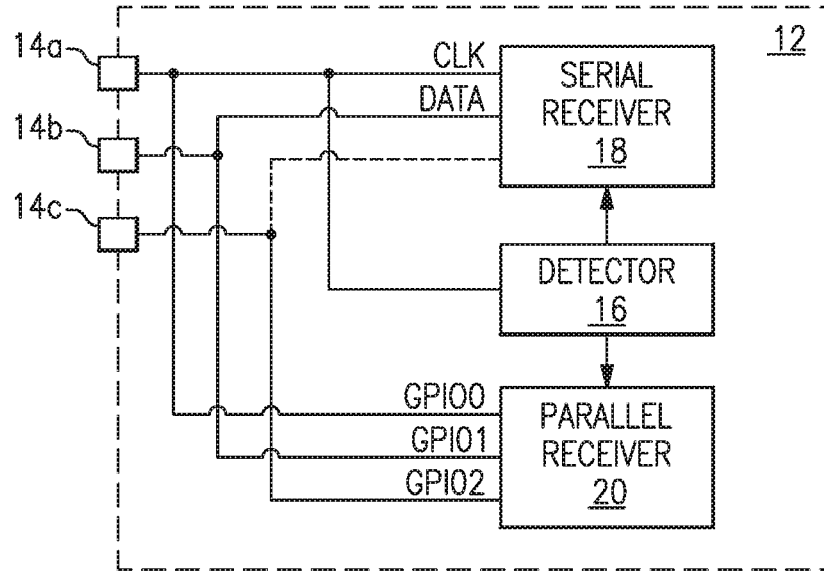 14a
14b
14c
12
CLK
DATA
SERIAL
RECEIVER
18
DETECTOR
16
GPIO0
GPIO1
GPIO2
PARALLEL
RECEIVER
20